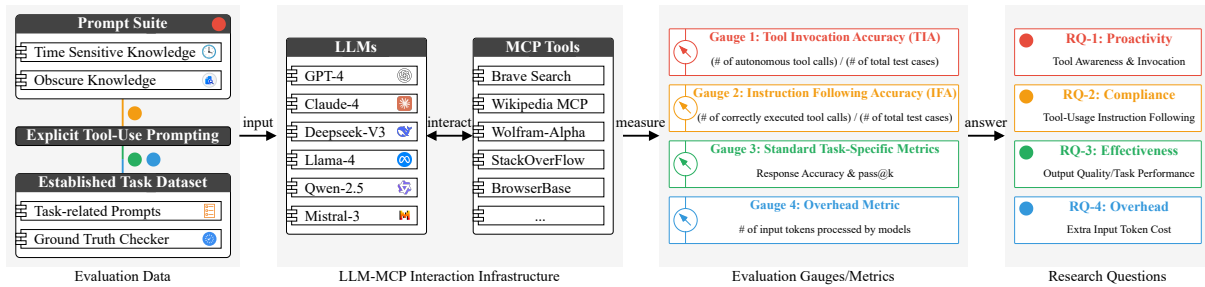 Prompt Suite
Time Sensitive Knowledge
Obscure Knowledge
Explicit Tool-Use Prompting
Established Task Dataset
Task-related Prompts
Ground Truth Checker
Evaluation Data
input
LLMs
GPT-4
Claude-4
Deepseek-V3
Llama-4
Qwen-2.5
Mistral-3
interact
MCP Tools
Brave Search
Wikipedia MCP
Wolfram-Alpha
StackOverFlow
BrowserBase
...
LLM-MCP Interaction Infrastructure
measure
Gauge 1: Tool Invocation Accuracy (TIA)
(# of autonomous tool calls) / (# of total test cases)
Gauge 2: Instruction Following Accuracy (IFA)
(# of correctly executed tool calls) / (# of total test cases)
Gauge 3: Standard Task-Specific Metrics
Response Accuracy & pass@k
Gauge 4: Overhead Metric
# of input tokens processed by models
Evaluation Gauges/Metrics
answer
RQ-1: Proactivity
Tool Awareness & Invocation
RQ-2: Compliance
Tool-Usage Instruction Following
RQ-3: Effectiveness
Output Quality/Task Performance
RQ-4: Overhead
Extra Input Token Cost
Research Questions